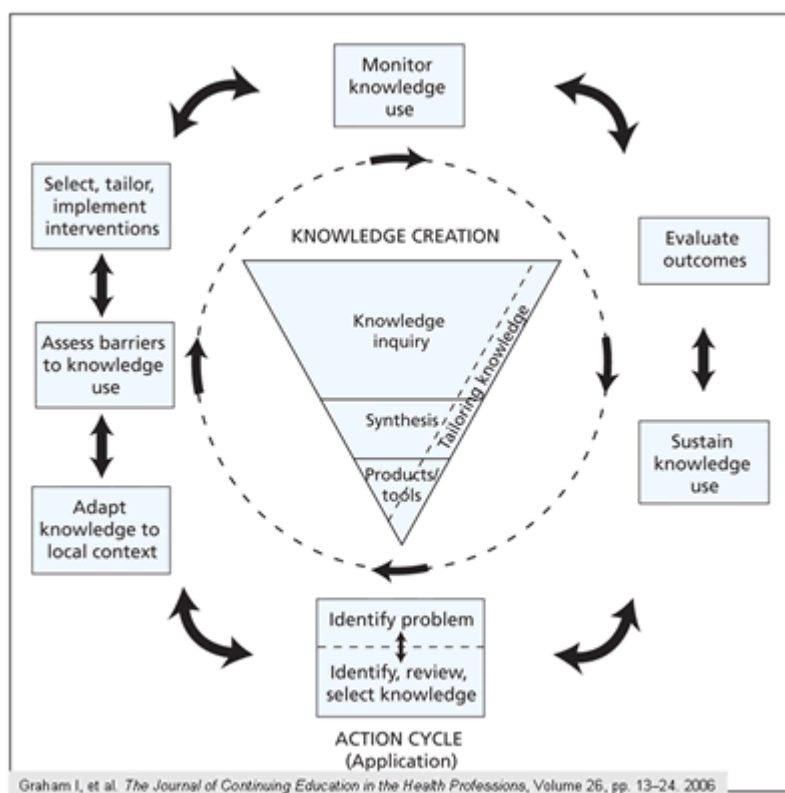 Monitor
knowledge
use
Select, tailor,
implement
interventions
Evaluate
outcomes
KNOWLEDGE CREATION
Knowledge
inquiry
Tailoring knowledge
Assess barriers
to knowledge
use
Synthesis
Products/
tools
Sustain
knowledge
use
Adapt
knowledge to
local context
Identify problem
Identify, review,
select knowledge
ACTION CYCLE
(Application)
Graham I, et al. The Journal of Continuing Education in the Health Professions, Volume 26, pp. 13–24. 2006